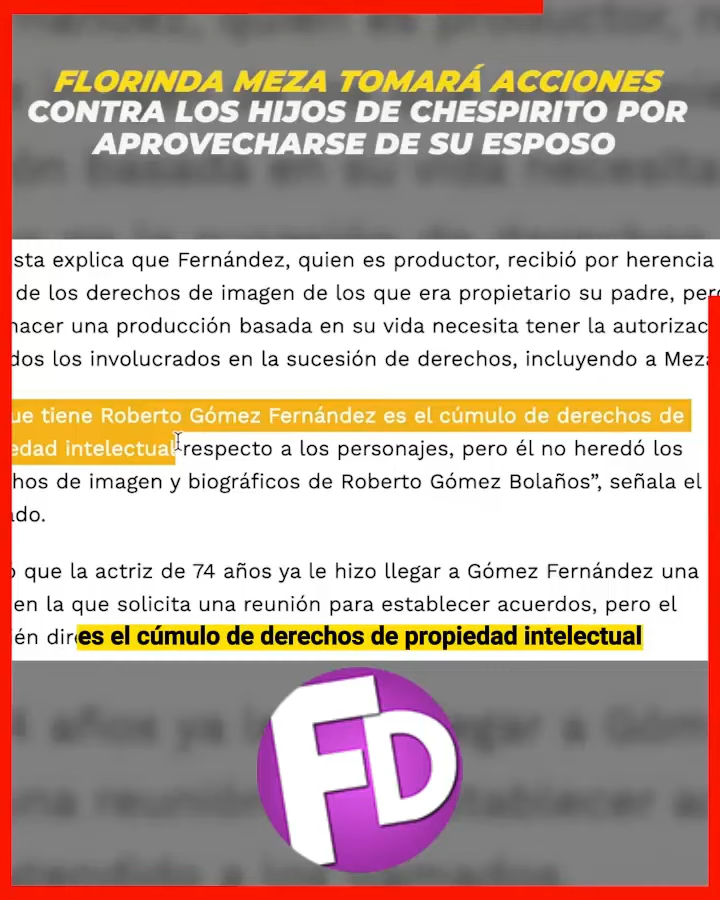 FLORINDA MEZA TOMARÁ ACCIONES
CONTRA LOS HIJOS DE CHESPIRITO POR
APROVECHARSE DE SU ESPOSO
sta explica que Fernández, quien es productor, recibió por herencia
de los derechos de imagen de los que era propietario su padre, per
hacer una producción basada en su vida necesita tener la autorizac
dos los involucrados en la sucesión de derechos, incluyendo a Meza
ue tiene Roberto Gómez Fernández es el cúmulo de derechos de
edad intelectual respecto a los personajes, pero él no heredó los
hos de imagen y biográficos de Roberto Gómez Bolaños”, señala el
ado.
que la actriz de 74 años ya le hizo llegar a Gómez Fernández una
en la que solicita una reunión para establecer acuerdos, pero el
én dir
es el cúmulo de derechos de propiedad intelectual
FD